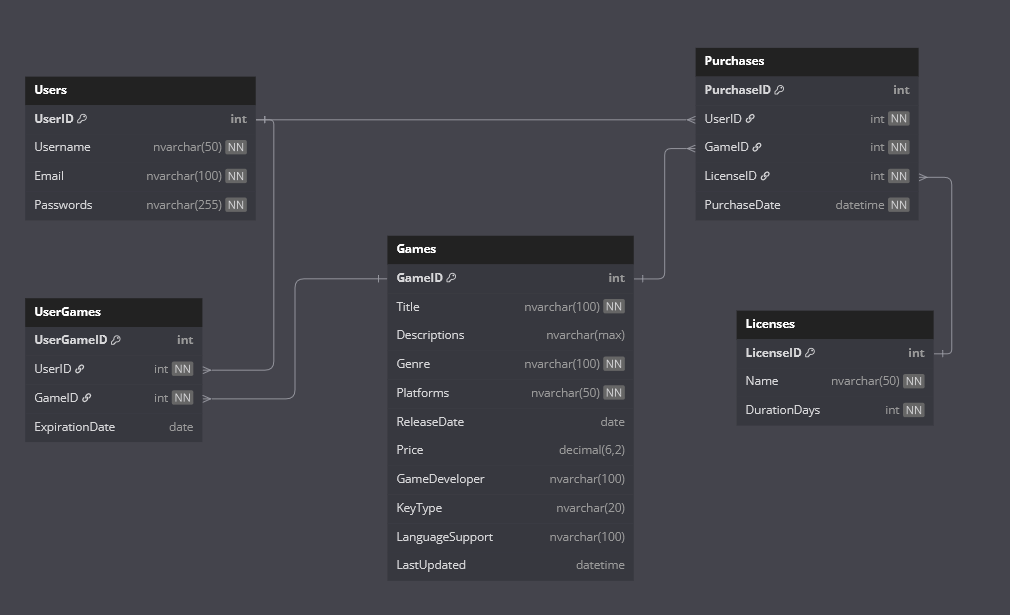 Users
UserID int
Username nvarchar(50) NN
Email nvarchar(100) NN
Passwords nvarchar(255) NN
UserGames
UserGameID int
UserID int NN
GameID int NN
ExpirationDate date
Games
GameID int
Title nvarchar(100) NN
Descriptions nvarchar(max)
Genre nvarchar(100) NN
Platforms nvarchar(50) NN
ReleaseDate date
Price decimal(6,2)
GameDeveloper nvarchar(100)
KeyType nvarchar(20)
LanguageSupport nvarchar(100)
LastUpdated datetime
Purchases
PurchaseID int
UserID int NN
GameID int NN
LicenseID int NN
PurchaseDate datetime NN
Licenses
LicenseID int
Name nvarchar(50) NN
DurationDays int NN